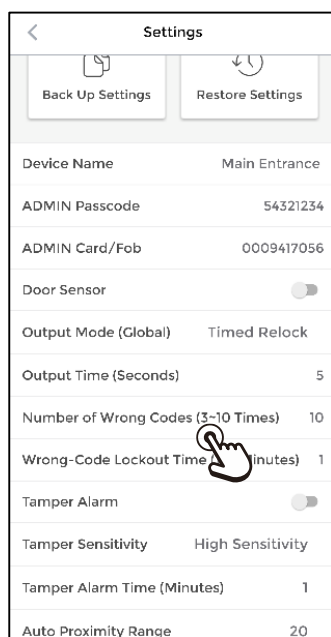 Settings
Back Up Settings Restore Settings
Device Name Main Entrance
ADMIN Passcode 54321234
ADMIN Card/Fob 0009417056
Door Sensor
Output Mode (Global) Timed Relock
Output Time (Seconds) 5
Number of Wrong Codes (3~10 Times) 10
Wrong-Code Lockout Time 1
Tamper Alarm
Tamper Sensitivity High Sensitivity
Tamper Alarm Time (Minutes) 1
Auto Proximity Range 20